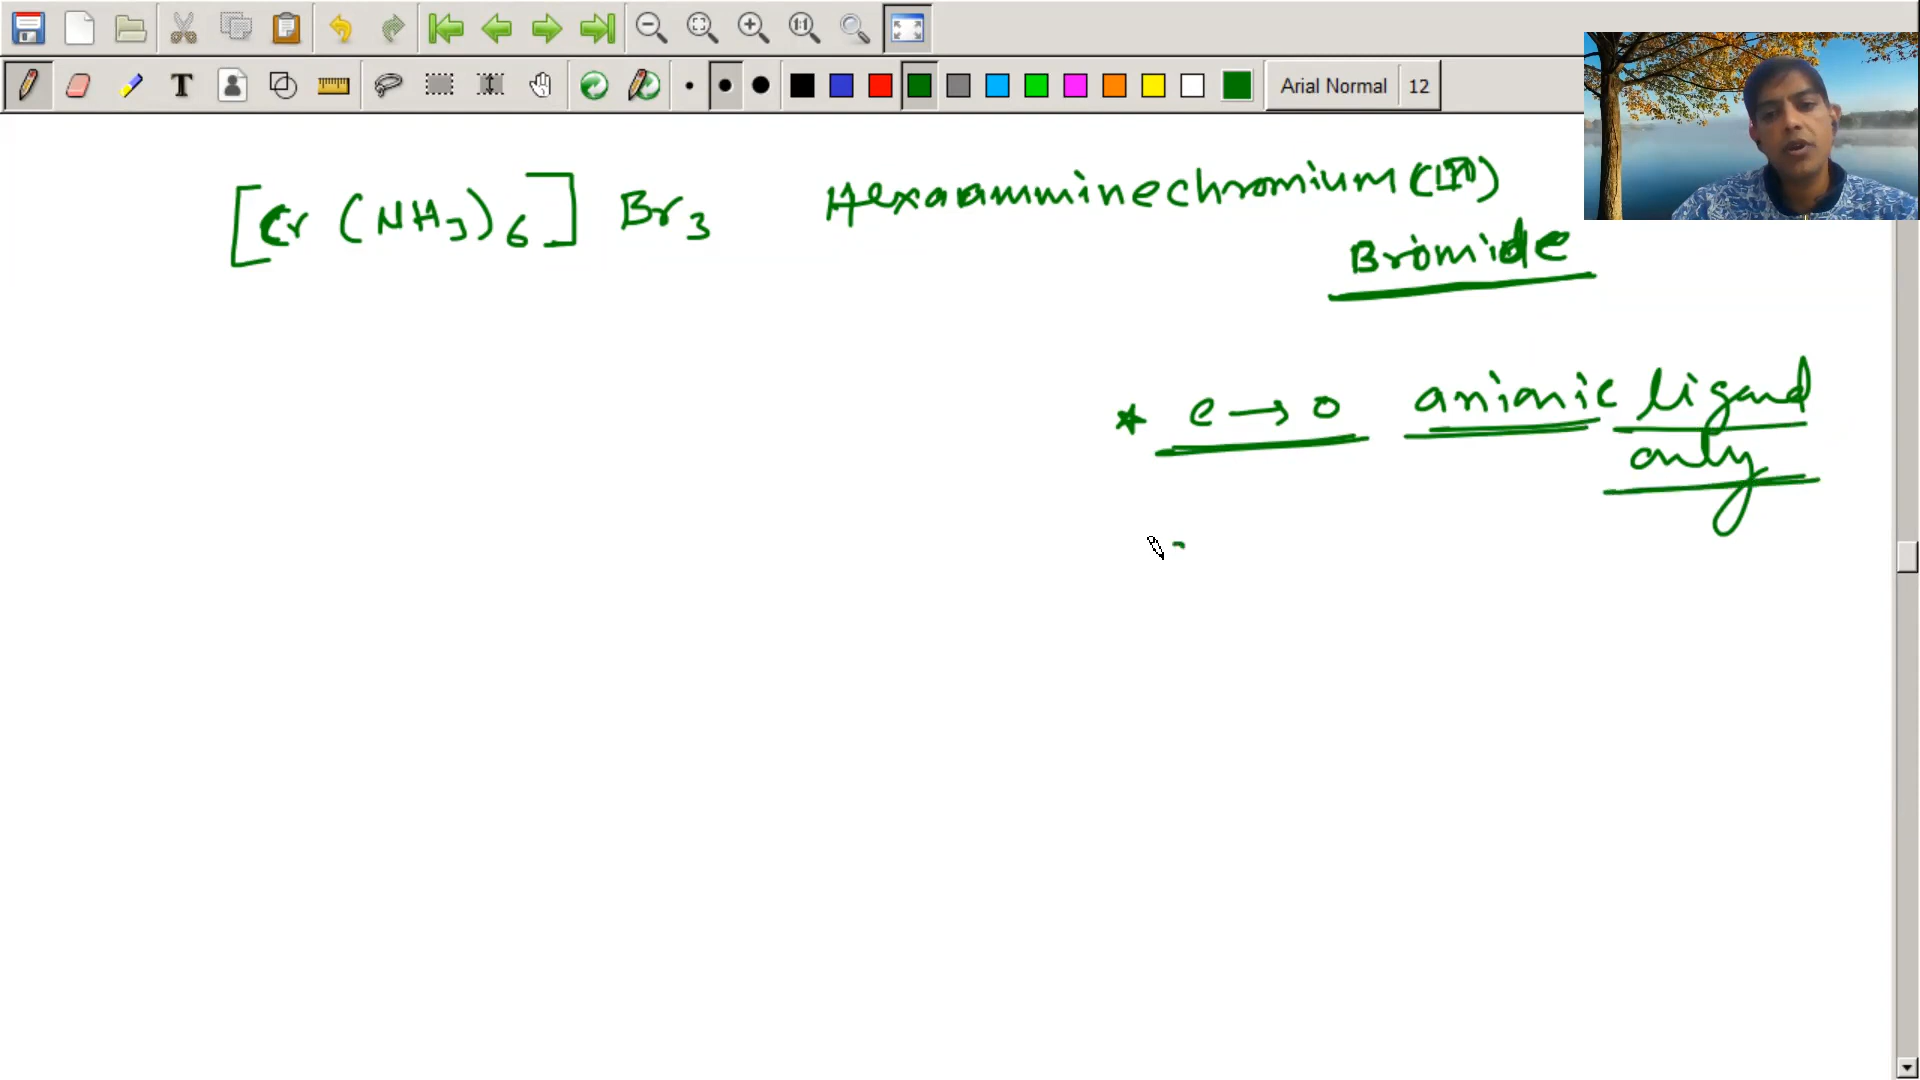 Arial Normal 12
[Cr (NH3)6] Br3 Hexaamminechromium(III)
Bromide
* e → o anionic ligand
only